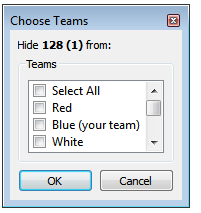 Choose Teams
Hide 128 (1) from:
Teams
Select All
Red
Blue (your team)
White
OK
Cancel